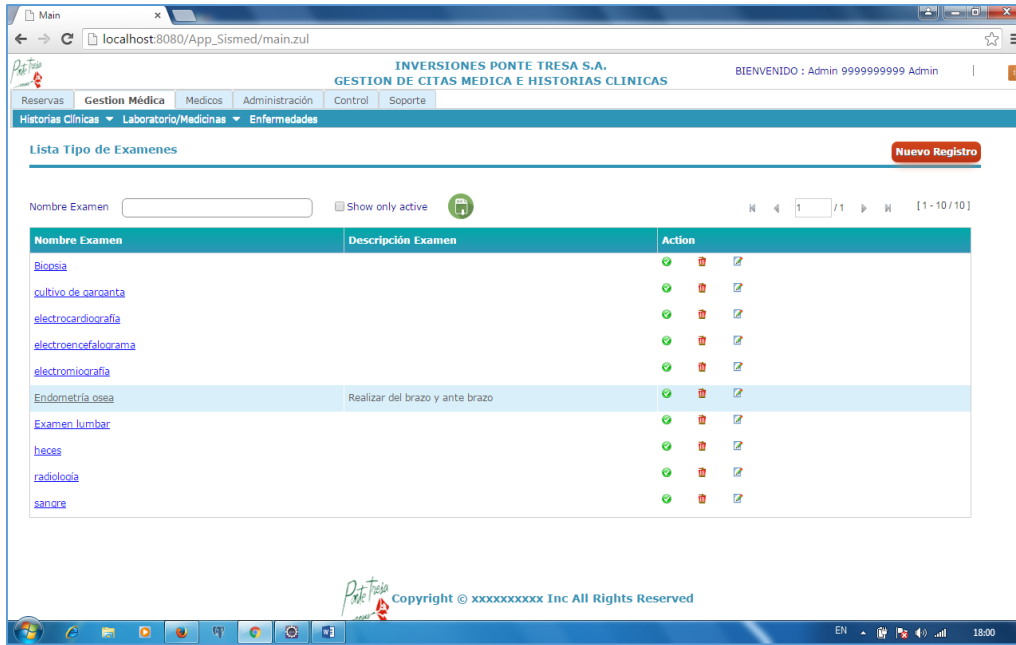 Main
localhost:8080/App_Sismed/main.zul
Ponte Tresa
INVERSIONES PONTE TRESA S.A.
GESTION DE CITAS MEDICA E HISTORIAS CLINICAS
BIENVENIDO : Admin 9999999999 Admin
Reservas Gestion Médica Medicos Administración Control Soporte
Historias Clínicas Laboratorio/Medicinas Enfermedades
Lista Tipo de Examenes
Nuevo Registro
Nombre Examen Show only active 1 / 1 [ 1 - 10 / 10 ]
Nombre Examen Descripción Examen Action
Biopsia
cultivo de garganta
electrocardiografía
electroencefalograma
electromiografía
Endometría osea Realizar del brazo y ante brazo
Examen lumbar
heces
radiología
sangre
Ponte Tresa
Copyright © xxxxxxxxxx Inc All Rights Reserved
EN 18:00